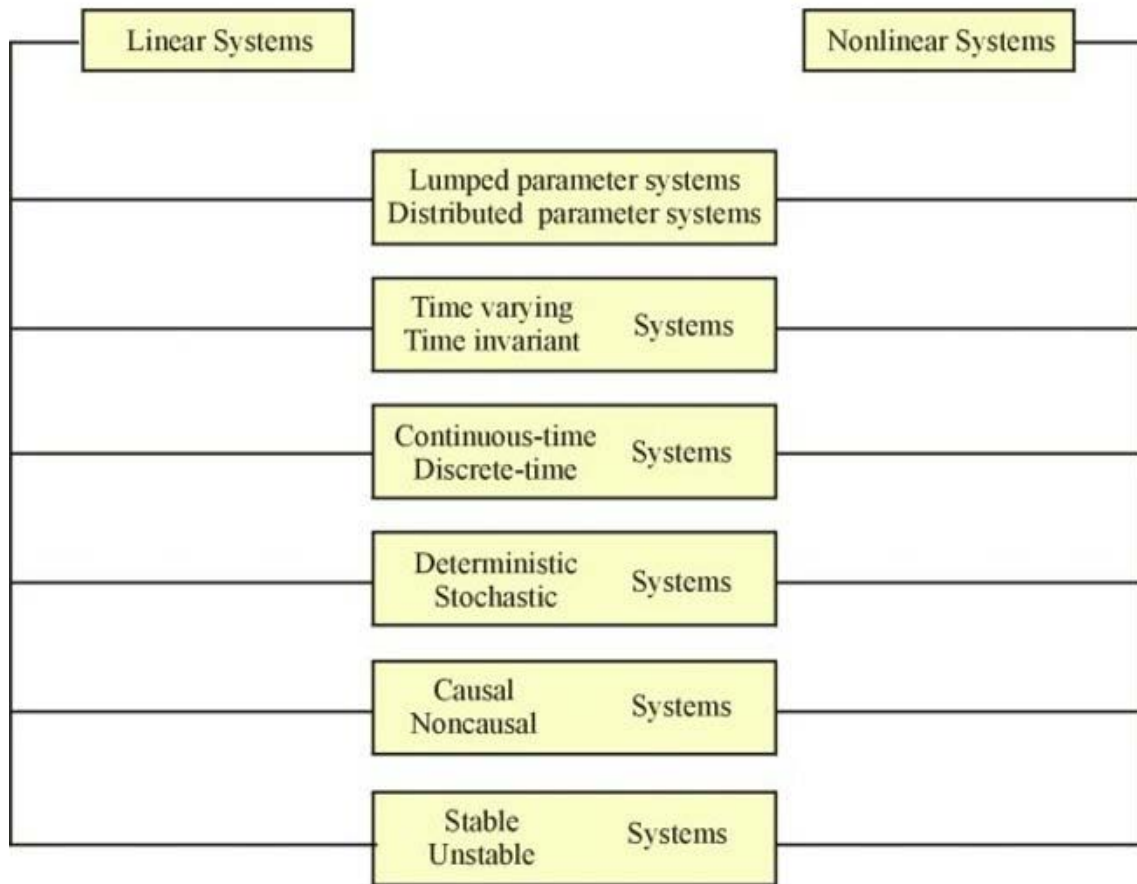 Linear Systems
Nonlinear Systems
Lumped parameter systems
Distributed parameter systems
Time varying
Time invariant
Systems
Continuous-time
Discrete-time
Systems
Deterministic
Stochastic
Systems
Causal
Noncausal
Systems
Stable
Unstable
Systems